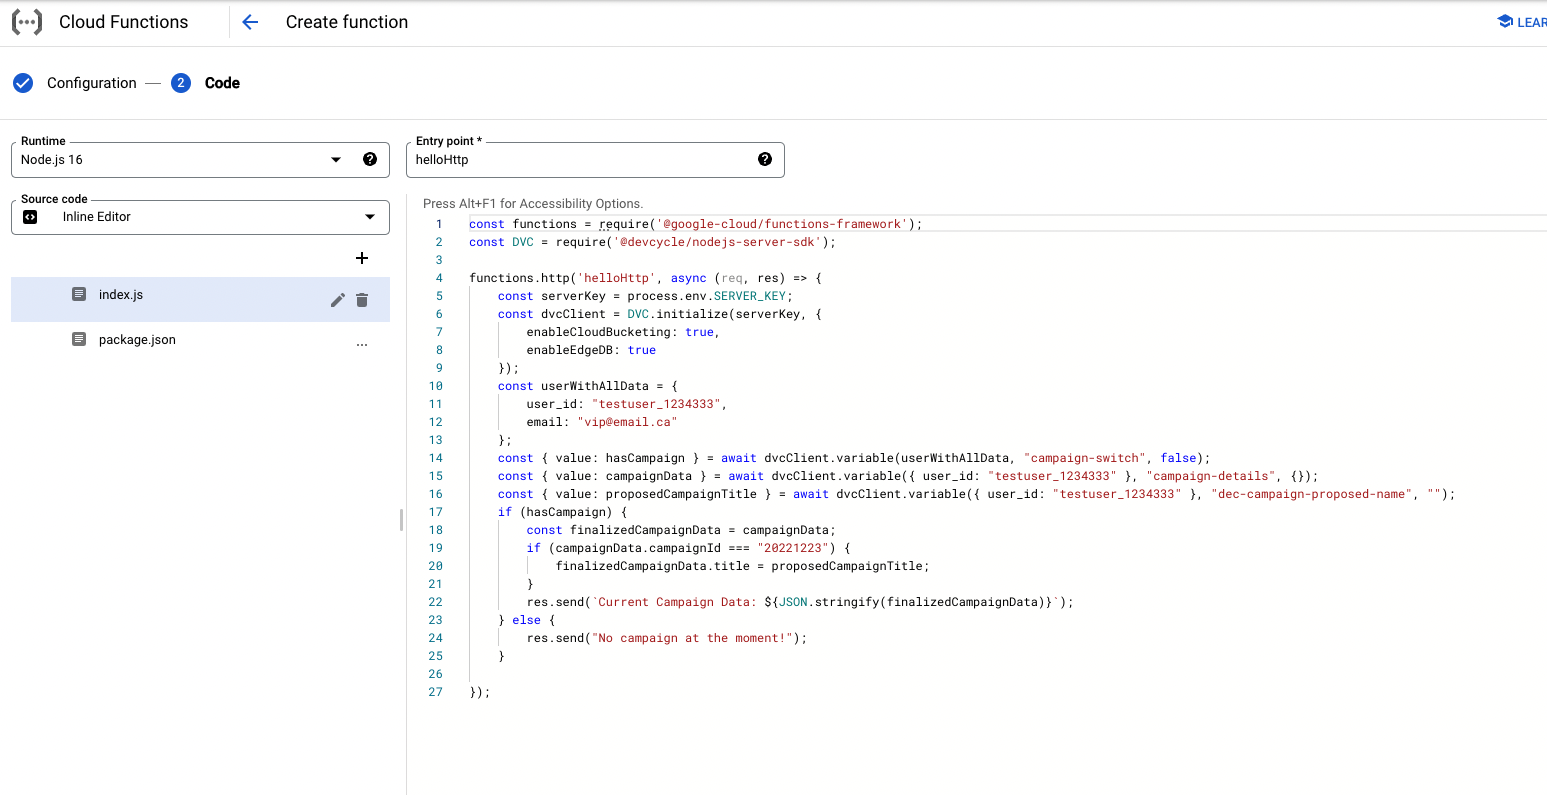 Cloud Functions
Create function
LEAR
Configuration
2
Code
Runtime
Node.js 16
Entry point *
helloHttp
Source code
Inline Editor
index.js
package.json
...
Press Alt+F1 for Accessibility Options.
1 const functions = require('@google-cloud/functions-framework');
2 const DVC = require('@devcycle/nodejs-server-sdk');
3
4 functions.http('helloHttp', async (req, res) => {
5     const serverKey = process.env.SERVER_KEY;
6     const dvcClient = DVC.initialize(serverKey, {
7         enableCloudBucketing: true,
8         enableEdgeDB: true
9     });
10     const userWithAllData = {
11         user_id: "testuser_1234333",
12         email: "vip@email.ca"
13     };
14     const { value: hasCampaign } = await dvcClient.variable(userWithAllData, "campaign-switch", false);
15     const { value: campaignData } = await dvcClient.variable({ user_id: "testuser_1234333" }, "campaign-details", {});
16     const { value: proposedCampaignTitle } = await dvcClient.variable({ user_id: "testuser_1234333" }, "dec-campaign-proposed-name", "");
17     if (hasCampaign) {
18         const finalizedCampaignData = campaignData;
19         if (campaignData.campaignId === "20221223") {
20             finalizedCampaignData.title = proposedCampaignTitle;
21         }
22         res.send(`Current Campaign Data: ${JSON.stringify(finalizedCampaignData)}`);
23     } else {
24         res.send("No campaign at the moment!");
25     }
26
27 });